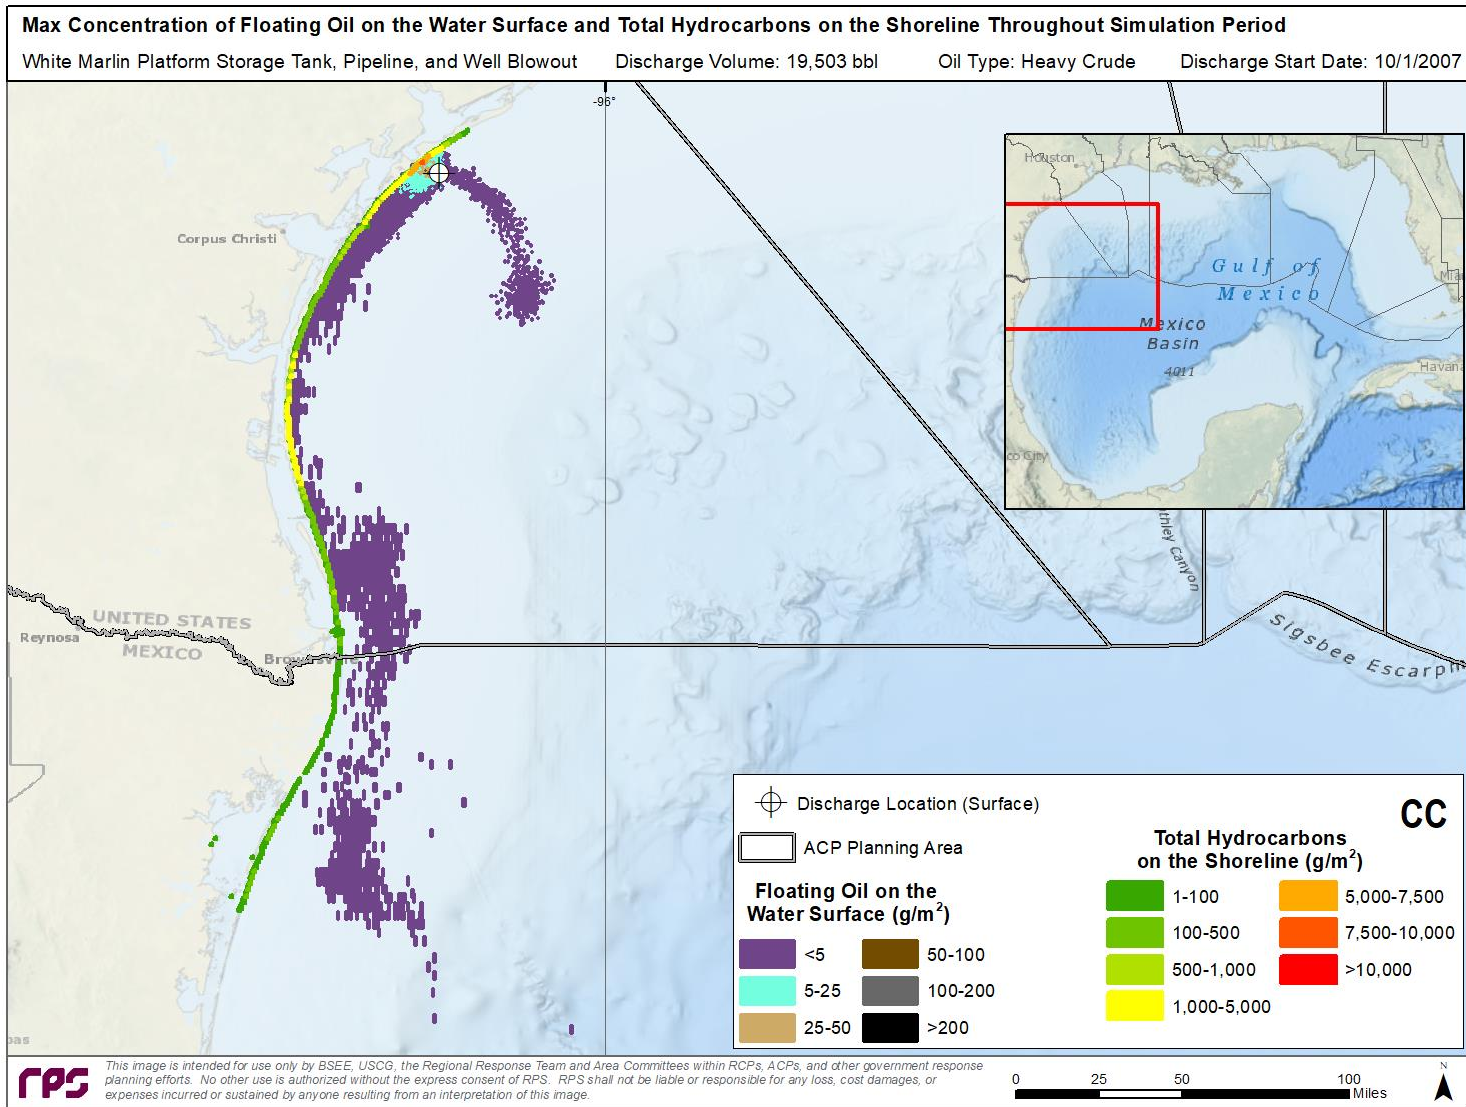 Max Concentration of Floating Oil on the Water Surface and Total Hydrocarbons on the Shoreline Throughout Simulation Period
White Marlin Platform Storage Tank, Pipeline, and Well Blowout Discharge Volume: 19,503 bbl Oil Type: Heavy Crude Discharge Start Date: 10/1/2007
-96°
Houston
Gulf of
Mexico
Mexico
Basin
4011
Havana
co City
Miami
Corpus Christi
UNITED STATES
MEXICO
Reynosa
Brownsville
thley Canyon
Sigsbee Escarpm
Discharge Location (Surface)
ACP Planning Area
CC
Floating Oil on the
Water Surface (g/m²)
<5
5-25
25-50
50-100
100-200
>200
Total Hydrocarbons
on the Shoreline (g/m²)
1-100
100-500
500-1,000
1,000-5,000
5,000-7,500
7,500-10,000
>10,000
pas
rps
This image is intended for use only by BSEE, USCG, the Regional Response Team and Area Committees within RCPs, ACPs, and other government response
planning efforts. No other use is authorized without the express consent of RPS. RPS shall not be liable or responsible for any loss, cost damages, or
expenses incurred or sustained by anyone resulting from an interpretation of this image.
0 25 50 100
Miles
N